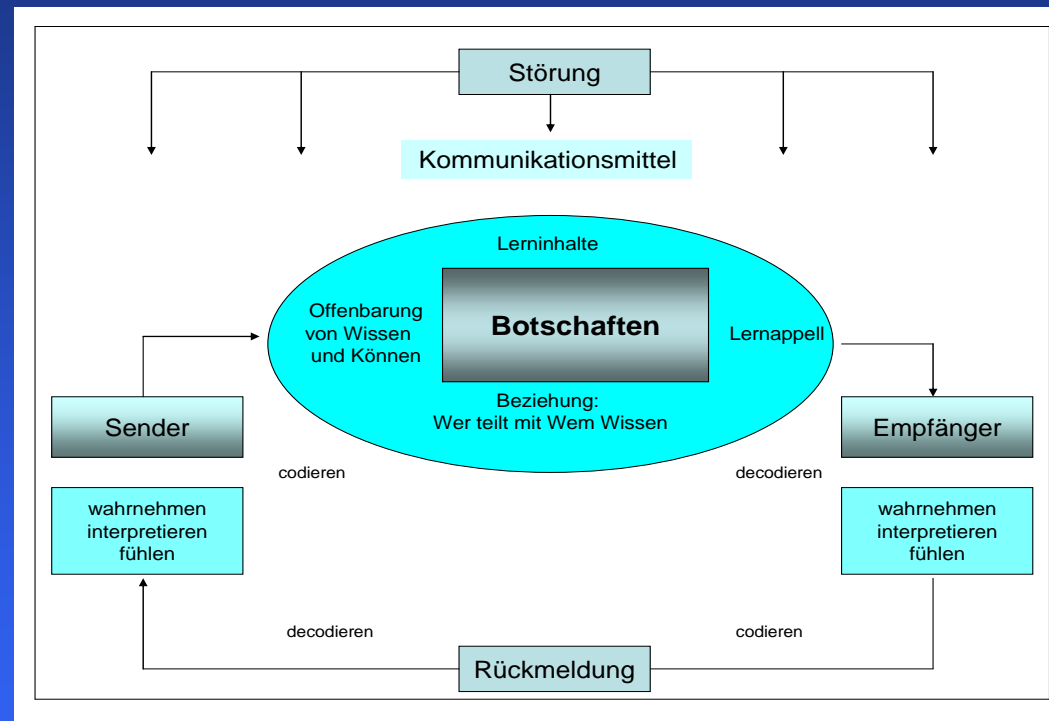 Störung
Kommunikationsmittel
Lerninhalte
Offenbarung
von Wissen
und Können
Botschaften
Lernappell
Beziehung:
Wer teilt mit Wem Wissen
Sender
Empfänger
codieren
decodieren
wahrnehmen
interpretieren
fühlen
wahrnehmen
interpretieren
fühlen
decodieren
codieren
Rückmeldung